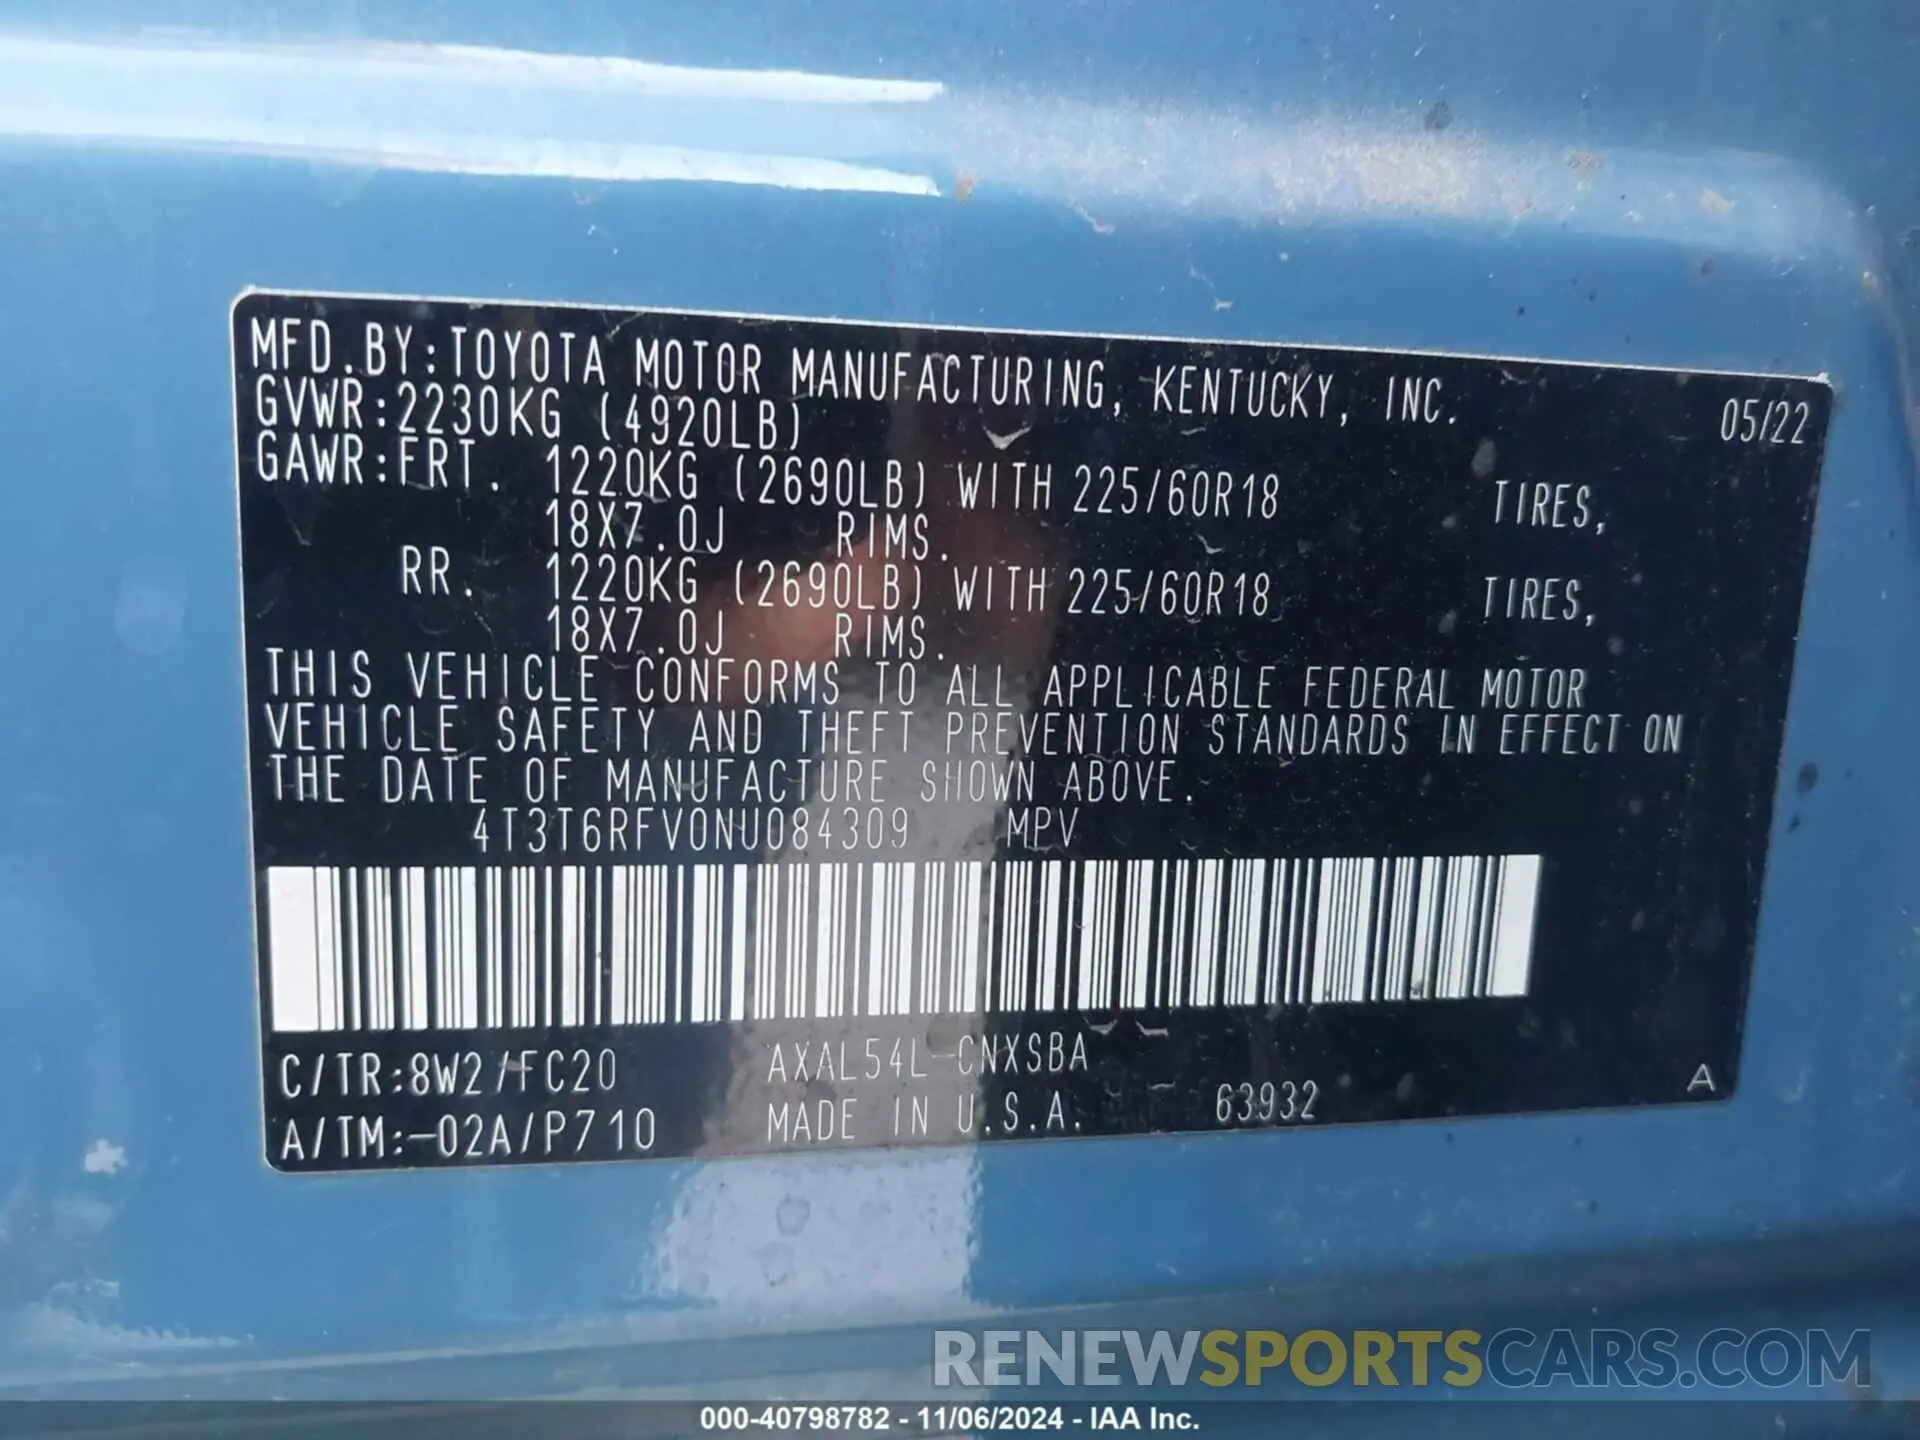 MFD.BY:TOYOTA MOTOR MANUFACTURING, KENTUCKY, INC. 05/22
GVWR:2230KG (4920LB)
GAWR:FRT. 1220KG (2690LB) WITH 225/60R18 TIRES,
18X7.0J RIMS.
RR. 1220KG (2690LB) WITH 225/60R18 TIRES,
18X7.0J RIMS.
THIS VEHICLE CONFORMS TO ALL APPLICABLE FEDERAL MOTOR
VEHICLE SAFETY AND THEFT PREVENTION STANDARDS IN EFFECT ON
THE DATE OF MANUFACTURE SHOWN ABOVE.
4T3T6RFV0NU084309 MPV
C/TR:8W2/FC20 AXAL54L-CNXSBA A
A/TM:-02A/P710 MADE IN U.S.A. 63932
RENEWSPORTSCARS.COM
000-40798782 - 11/06/2024 - IAA Inc.